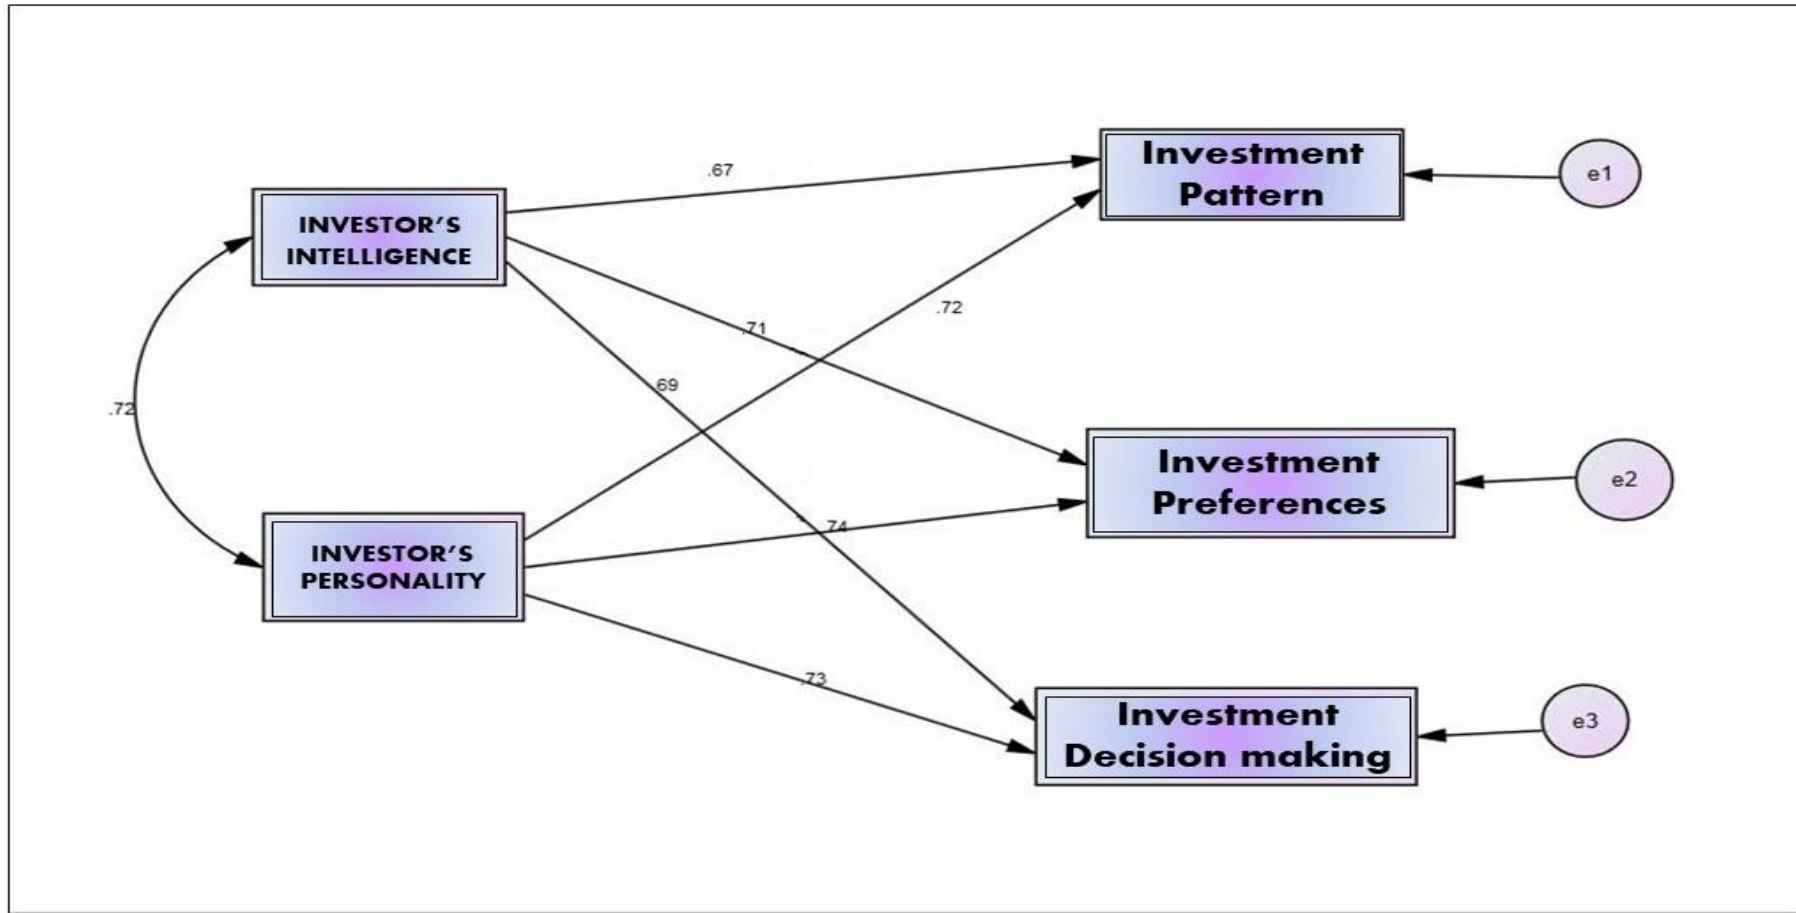 .67
Investment
Pattern
e1
INVESTOR'S
INTELLIGENCE
.72
.71
69
.72
Investment
Preferences
e2
.74
INVESTOR'S
PERSONALITY
.73
Investment
Decision making
e3